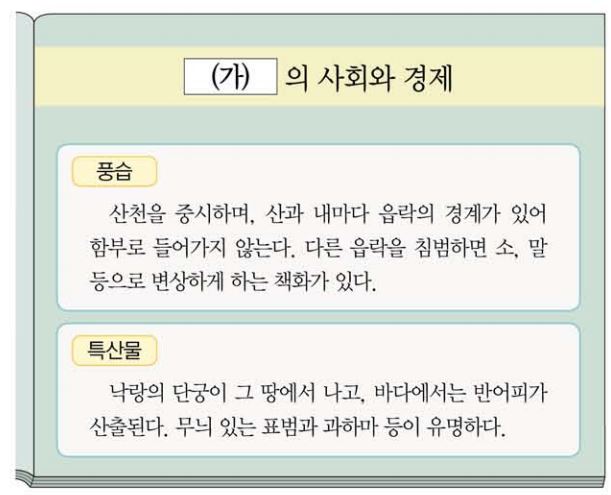 (가) 의 사회와 경제
풍습
산천을 중시하며, 산과 내마다 읍락의 경계가 있어
함부로 들어가지 않는다. 다른 읍락을 침범하면 소, 말
등으로 변상하게 하는 책화가 있다.
특산물
낙랑의 단궁이 그 땅에서 나고, 바다에서는 반어피가
산출된다. 무늬 있는 표범과 과하마 등이 유명하다.